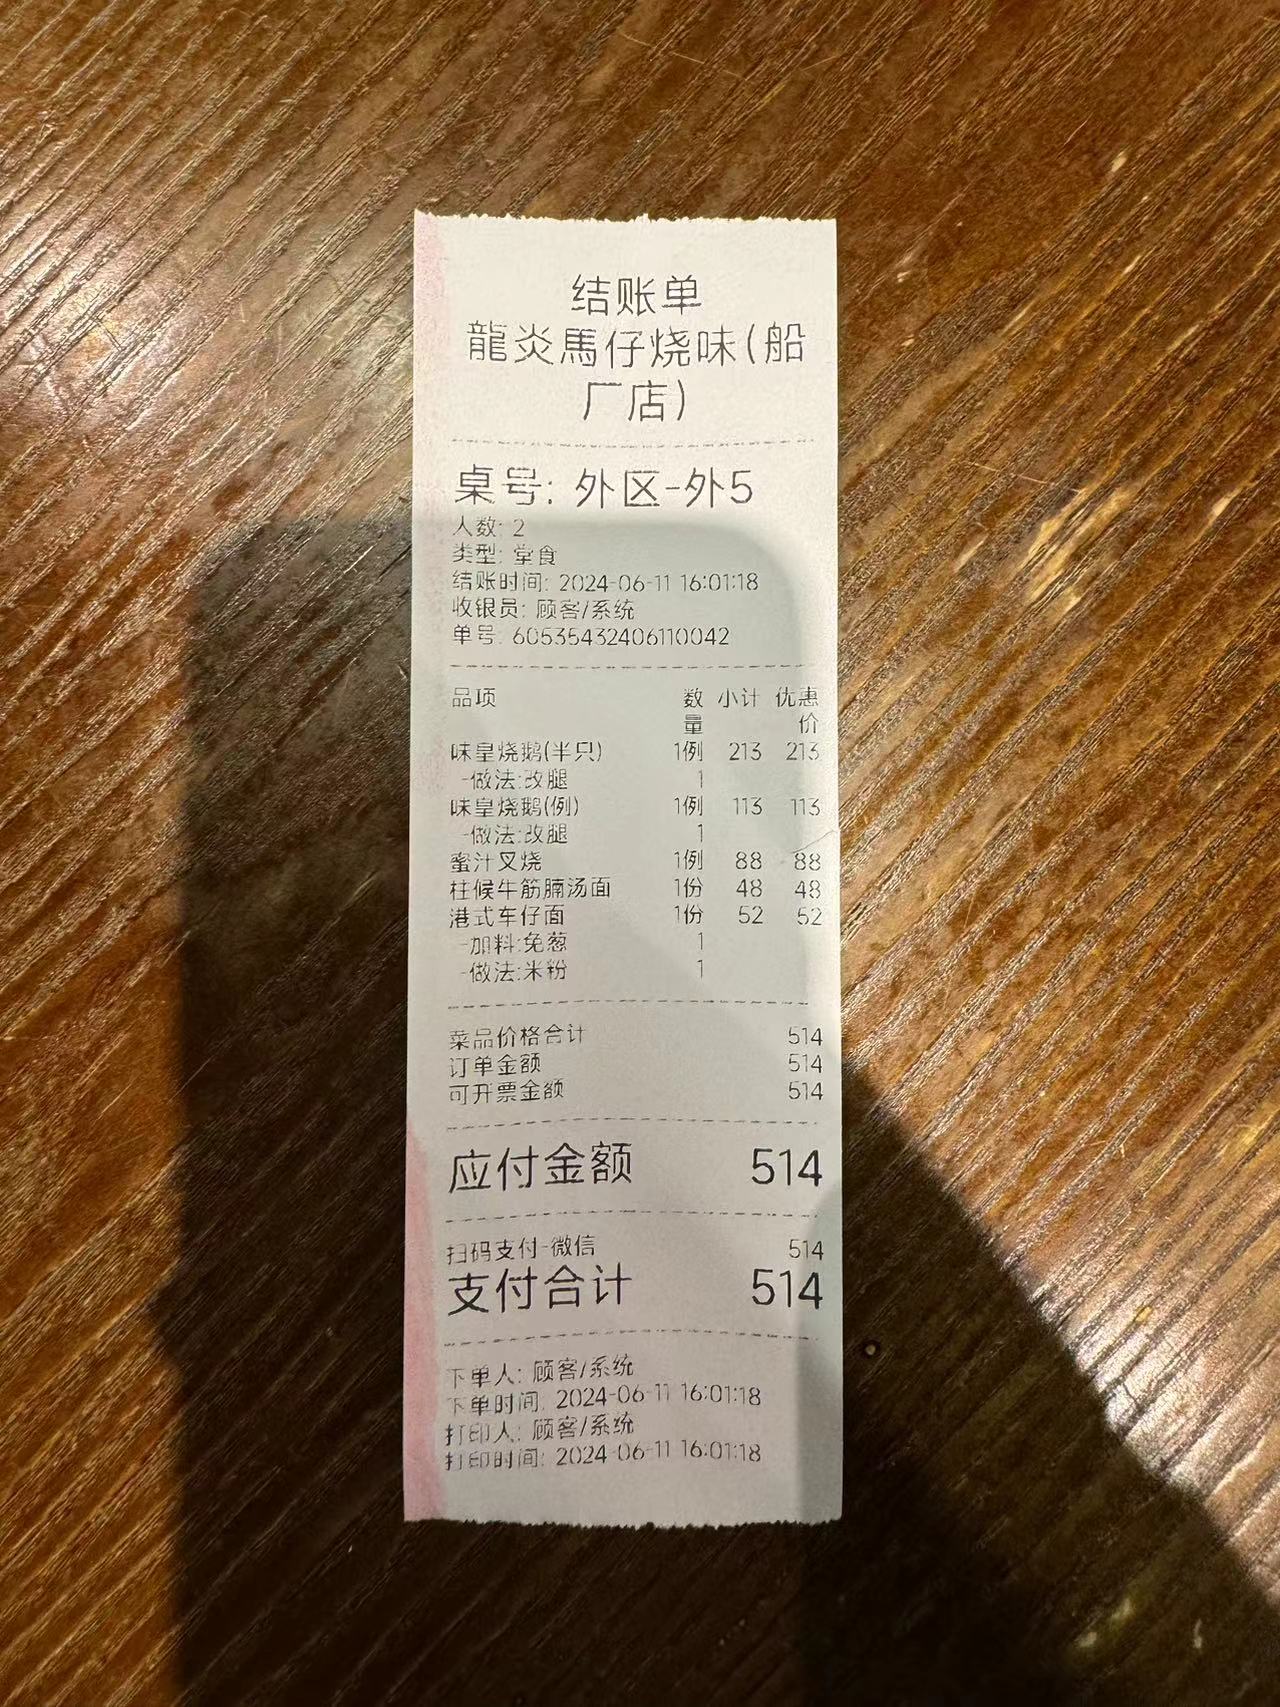 结账单
龍炎馬仔烧味(船
厂店)
桌号: 外区-外5
人数: 2
类型: 堂食
结账时间: 2024-06-11 16:01:18
收银员: 顾客/系统
单号: 60535432406110042
品项 数 小计 优惠
量 价
味皇烧鹅(半只) 1例 213 213
-做法:改腿 1
味皇烧鹅(例) 1例 113 113
-做法:改腿 1
蜜汁叉烧 1例 88 88
柱候牛筋腩汤面 1份 48 48
港式车仔面 1份 52 52
-加料:免葱 1
-做法:米粉 1
菜品价格合计 514
订单金额 514
可开票金额 514
应付金额 514
扫码支付-微信 514
支付合计 514
下单人: 顾客/系统
下单时间: 2024-06-11 16:01:18
打印人: 顾客/系统
打印时间: 2024-06-11 16:01:18